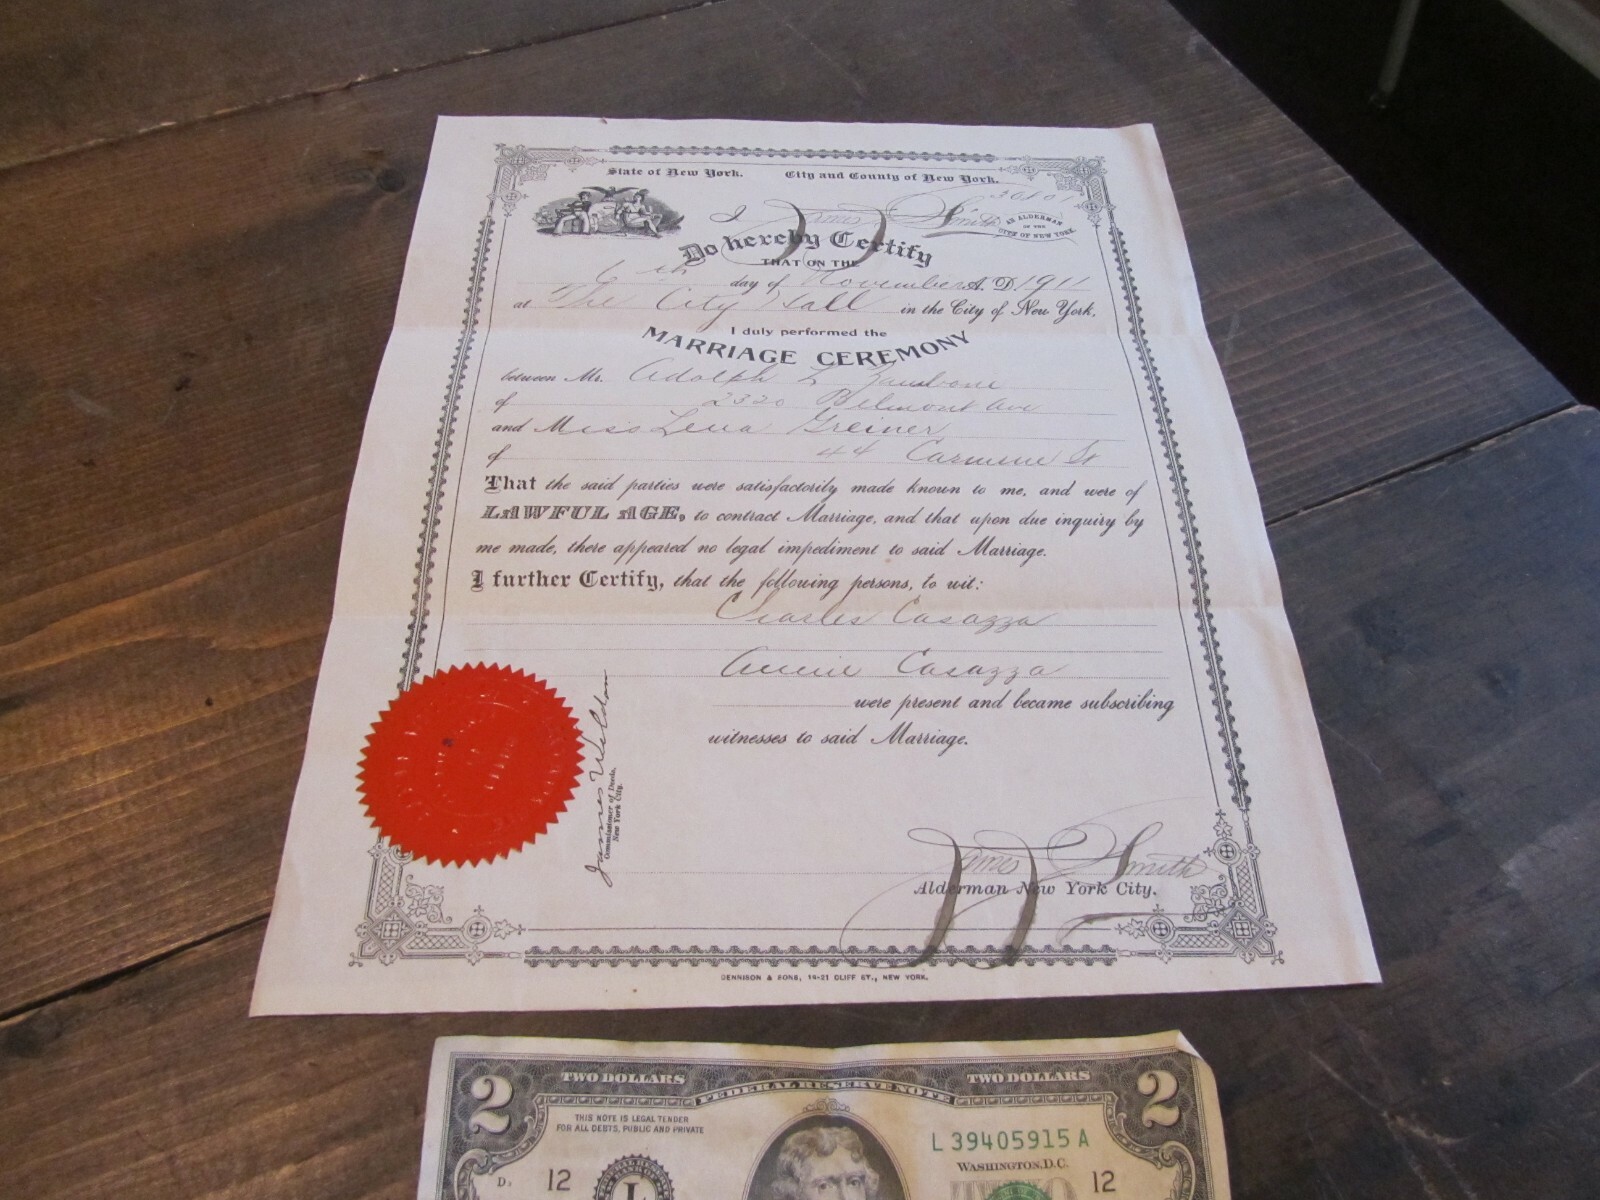 State of New York. City and County of New York.
30101
I James J Smith AN ALDERMAN
OF THE
CITY OF NEW YORK.
Do hereby Certify
THAT ON THE
6th day of November A.D. 1911
at The City Hall in the City of New York,
I duly performed the
MARRIAGE CEREMONY
between Mr. Adolph L Zambone
of 2320 Belmont Ave
and Miss Lena Greiner
of 44 Carmine St
That the said parties were satisfactorily made known to me, and were of
LAWFUL AGE, to contract Marriage, and that upon due inquiry by
me made, there appeared no legal impediment to said Marriage.
I further Certify, that the following persons, to wit:
Charles Casazza
Annie Casazza
were present and became subscribing
witnesses to said Marriage.
James Weldon
Commissioner of Deeds,
New York City.
James J Smith
Alderman New York City.
DENNISON & SONS, 19-21 CLIFF ST., NEW YORK.
2 TWO DOLLARS FEDERAL RESERVE NOTE TWO DOLLARS 2
THIS NOTE IS LEGAL TENDER
FOR ALL DEBTS, PUBLIC AND PRIVATE
L 39405915 A
WASHINGTON, D.C.
12 L 12